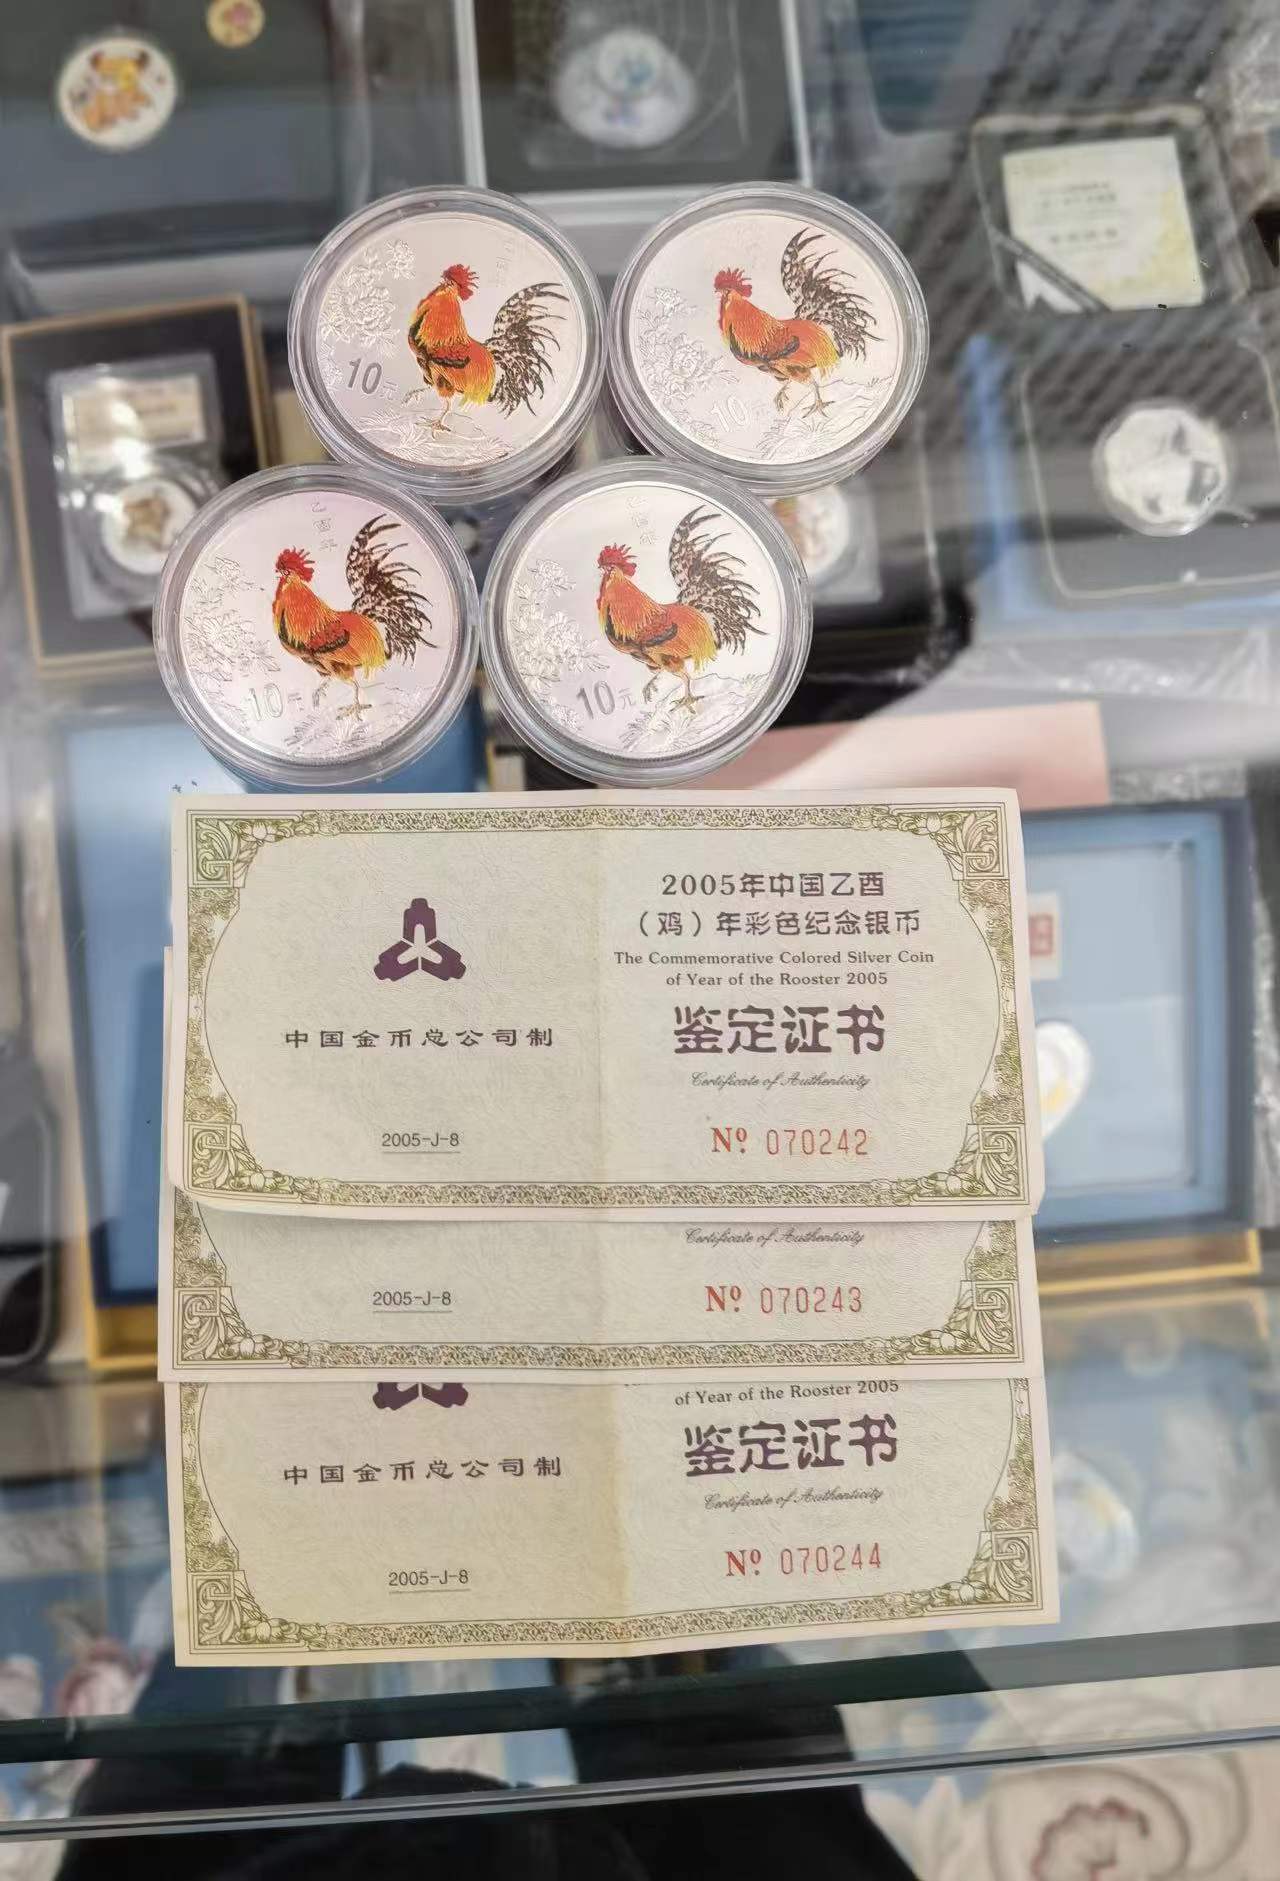 10元
10元
乙酉年
10元
乙酉年
10元
2005年中国乙酉
（鸡）年彩色纪念银币
The Commemorative Colored Silver Coin
of Year of the Rooster 2005
鉴定证书
Certificate of Authenticity
中国金币总公司制
2005-J-8
Nº 070242
Certificate of Authenticity
2005-J-8
Nº 070243
of Year of the Rooster 2005
鉴定证书
Certificate of Authenticity
中国金币总公司制
2005-J-8
Nº 070244